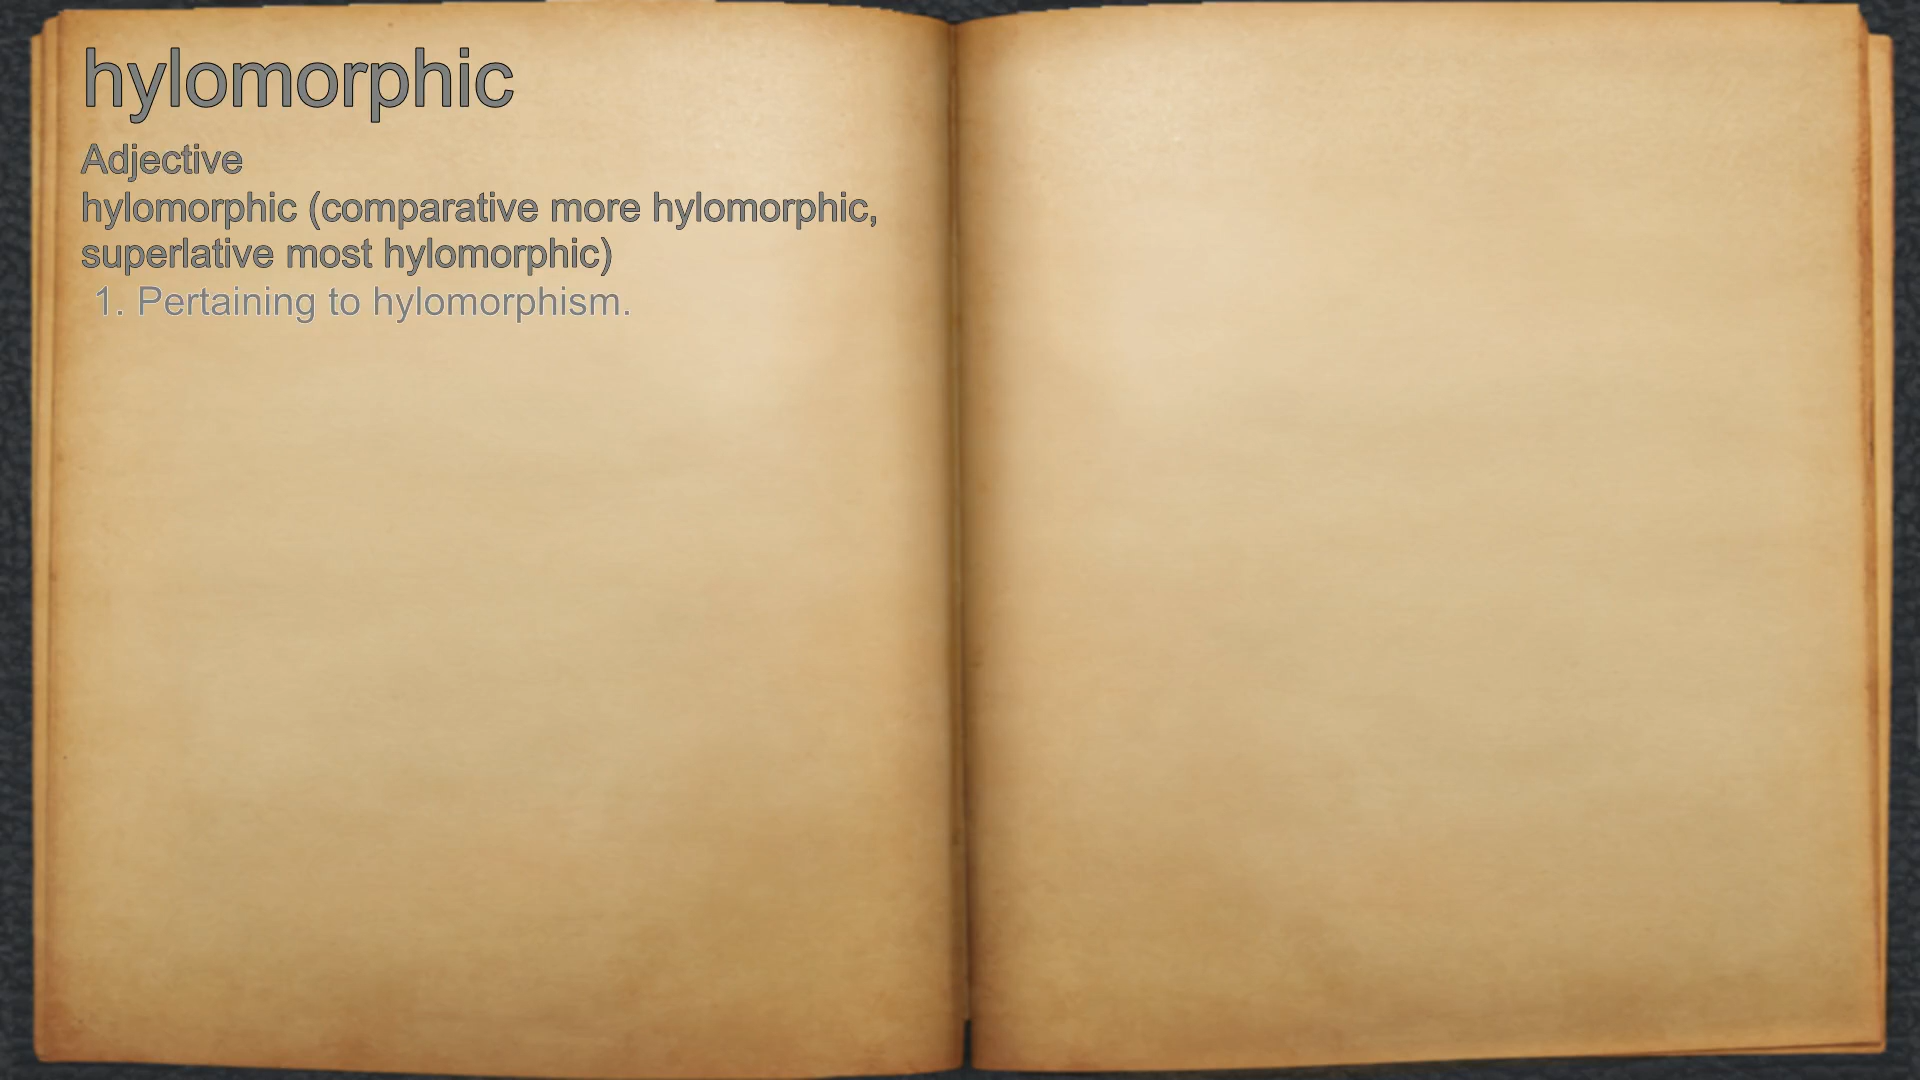 hylomorphic
Adjective
hylomorphic (comparative more hylomorphic,
superlative most hylomorphic)
1. Pertaining to hylomorphism.